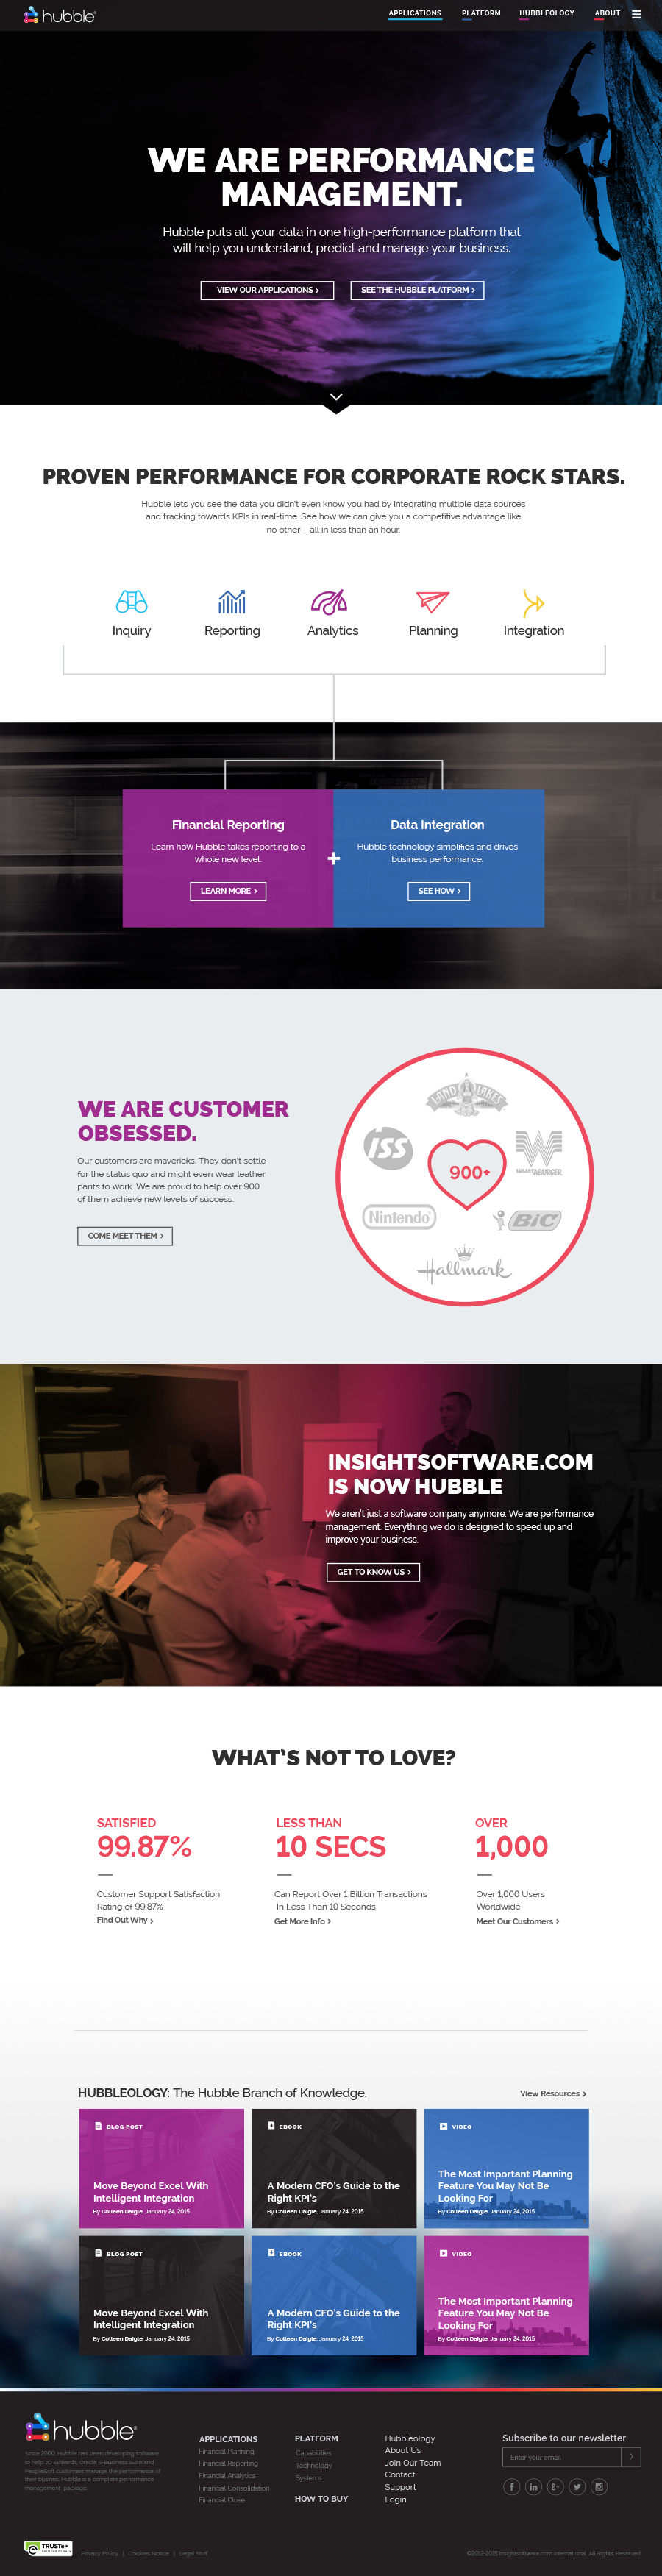 hubble
APPLICATIONS PLATFORM HUBBLEOLOGY ABOUT
WE ARE PERFORMANCE
MANAGEMENT.
Hubble puts all your data in one high-performance platform that
will help you understand, predict and manage your business.
VIEW OUR APPLICATIONS > SEE THE HUBBLE PLATFORM >
PROVEN PERFORMANCE FOR CORPORATE ROCK STARS.
Hubble lets you see the data you didn't even know you had by integrating multiple data sources
and tracking towards KPIs in real-time. See how we can give you a competitive advantage like
no other – all in less than an hour.
Inquiry Reporting Analytics Planning Integration
Financial Reporting
Learn how Hubble takes reporting to a
whole new level.
LEARN MORE >
+
Data Integration
Hubble technology simplifies and drives
business performance.
SEE HOW >
WE ARE CUSTOMER
OBSESSED.
Our customers are mavericks. They don't settle
for the status quo and might even wear leather
pants to work. We are proud to help over 900
of them achieve new levels of success.
COME MEET THEM >
LAND O LAKES
ISS
WHATABURGER
900+
Nintendo
BiC
Hallmark
INSIGHTSOFTWARE.COM
IS NOW HUBBLE
We aren't just a software company anymore. We are performance
management. Everything we do is designed to speed up and
improve your business.
GET TO KNOW US >
WHAT'S NOT TO LOVE?
SATISFIED
99.87%
Customer Support Satisfaction
Rating of 99.87%
Find Out Why >
LESS THAN
10 SECS
Can Report Over 1 Billion Transactions
In Less Than 10 Seconds
Get More Info >
OVER
1,000
Over 1,000 Users
Worldwide
Meet Our Customers >
HUBBLEOLOGY: The Hubble Branch of Knowledge.
View Resources >
BLOG POST
Move Beyond Excel With
Intelligent Integration
By Colleen Daigle, January 24, 2015
EBOOK
A Modern CFO's Guide to the
Right KPI's
By Colleen Daigle, January 24, 2015
VIDEO
The Most Important Planning
Feature You May Not Be
Looking For
By Colleen Daigle, January 24, 2015
BLOG POST
Move Beyond Excel With
Intelligent Integration
By Colleen Daigle, January 24, 2015
EBOOK
A Modern CFO's Guide to the
Right KPI's
By Colleen Daigle, January 24, 2015
VIDEO
The Most Important Planning
Feature You May Not Be
Looking For
By Colleen Daigle, January 24, 2015
hubble
Since 2000, Hubble has been developing software
to help JD Edwards, Oracle E-Business Suite and
PeopleSoft customers manage the performance of
their busines. Hubble is a complete performance
management package.
APPLICATIONS
Financial Planning
Financial Reporting
Financial Analytics
Financial Consolidation
Financial Close
PLATFORM
Capabilities
Technology
Systems
HOW TO BUY
Hubbleology
About Us
Join Our Team
Contact
Support
Login
Subscribe to our newsletter
Enter your email >
TRUSTe
Certified Privacy
Privacy Policy | Cookies Notice | Legal Stuff
©2012-2015 insightsoftware.com International. All Rights Reserved